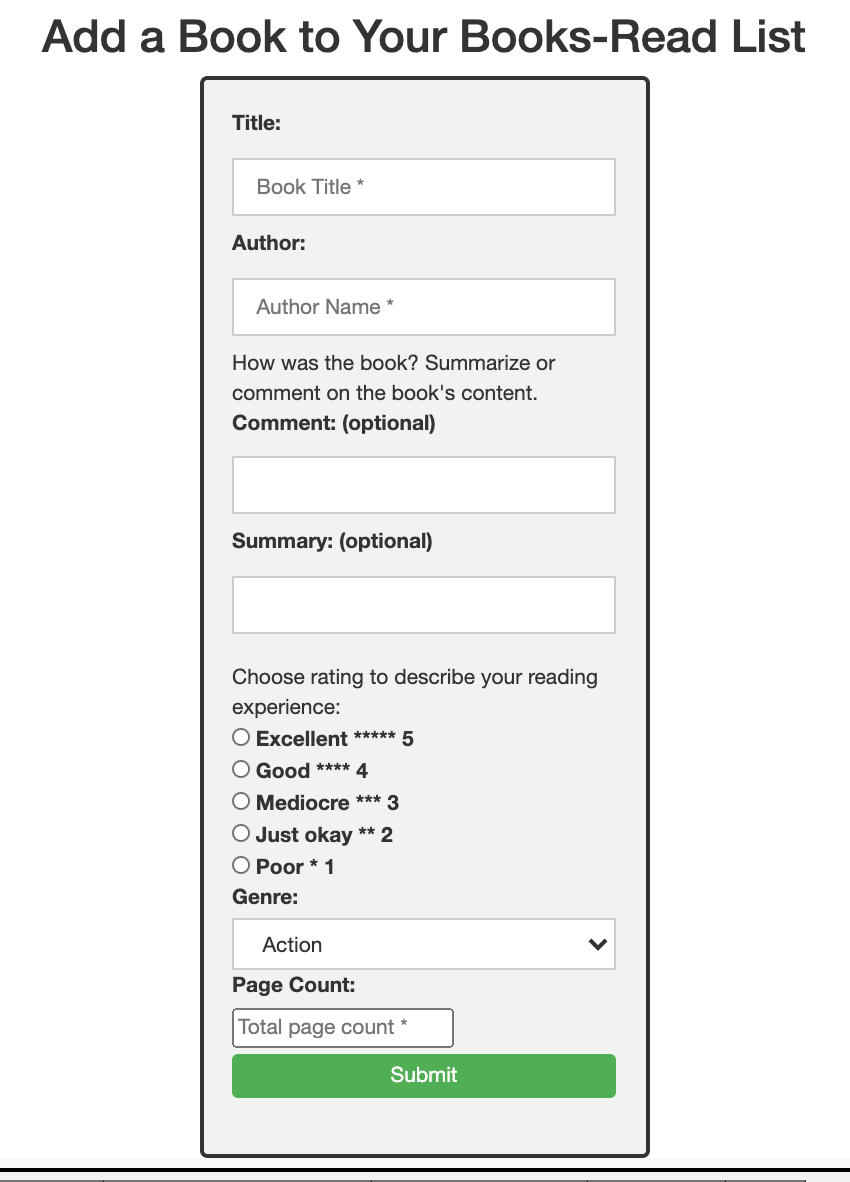 Add a Book to Your Books-Read List
Title:
Book Title *
Author:
Author Name *
How was the book? Summarize or
comment on the book's content.
Comment: (optional)
Summary: (optional)
Choose rating to describe your reading
experience:
Excellent ***** 5
Good **** 4
Mediocre *** 3
Just okay ** 2
Poor * 1
Genre:
Action
Page Count:
Total page count *
Submit